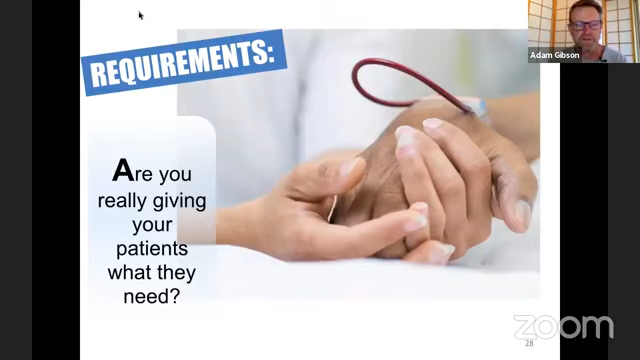 Adam Gibson
REQUIREMENTS:
Are you
really giving
your
patients
what they
need?
zoom
28